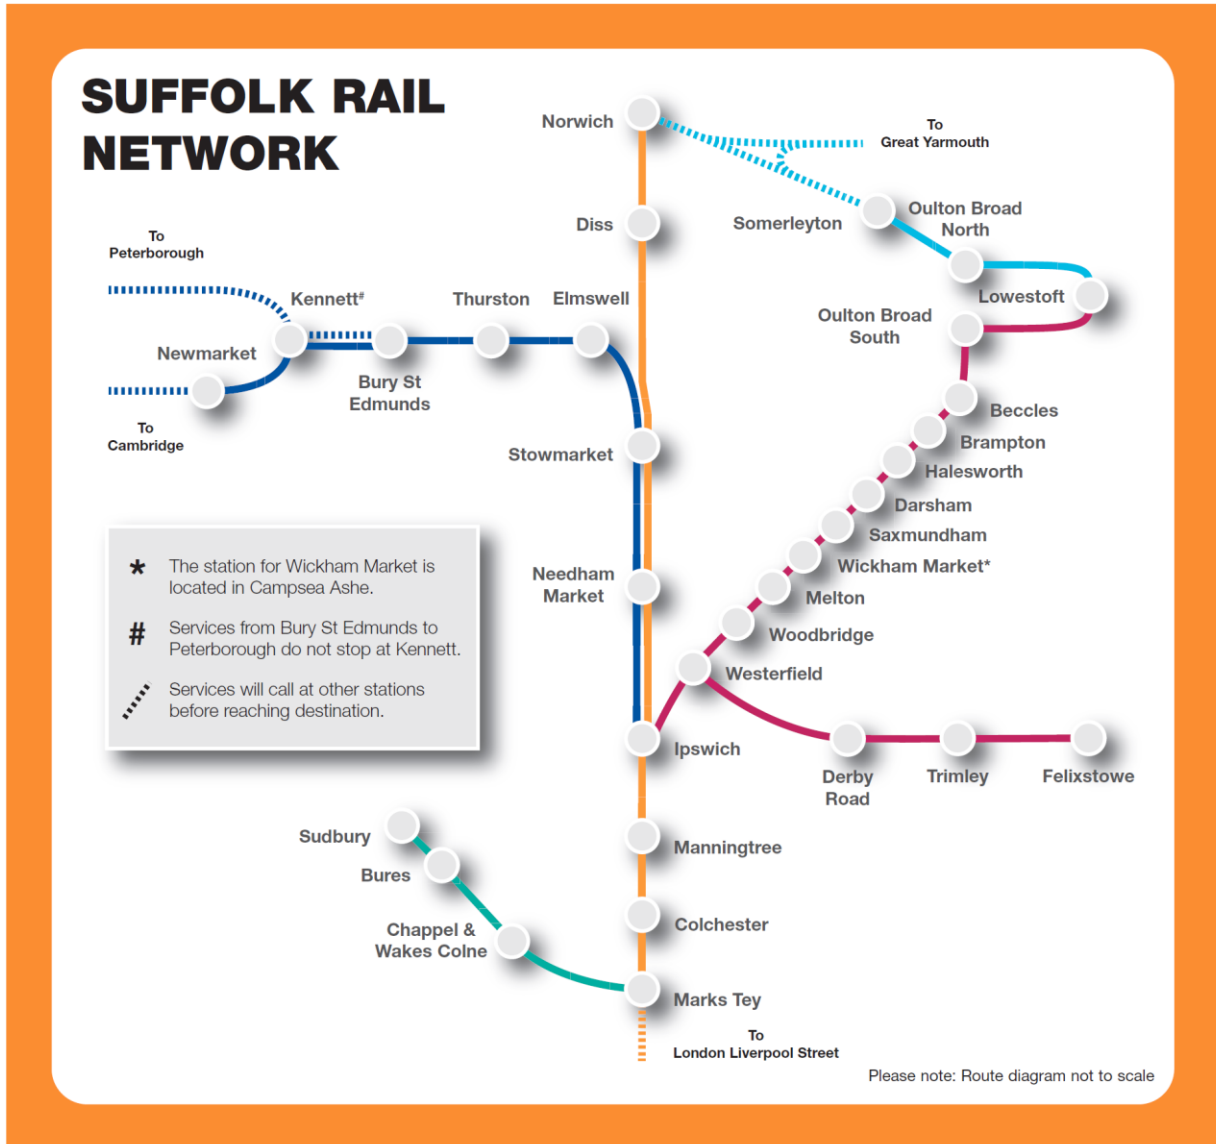 SUFFOLK RAIL
NETWORK
Norwich
To
Great Yarmouth
Diss
Somerleyton
Oulton Broad
North
To
Peterborough
Kennett#
Thurston
Elmswell
Lowestoft
Oulton Broad
South
Newmarket
Bury St
Edmunds
To
Cambridge
Beccles
Brampton
Stowmarket
Halesworth
Darsham
Saxmundham
Wickham Market*
Needham
Market
Melton
Woodbridge
Westerfield
* The station for Wickham Market is
located in Campsea Ashe.
# Services from Bury St Edmunds to
Peterborough do not stop at Kennett.
Services will call at other stations
before reaching destination.
Ipswich
Derby
Road
Trimley
Felixstowe
Sudbury
Manningtree
Bures
Chappel &
Wakes Colne
Colchester
Marks Tey
To
London Liverpool Street
Please note: Route diagram not to scale